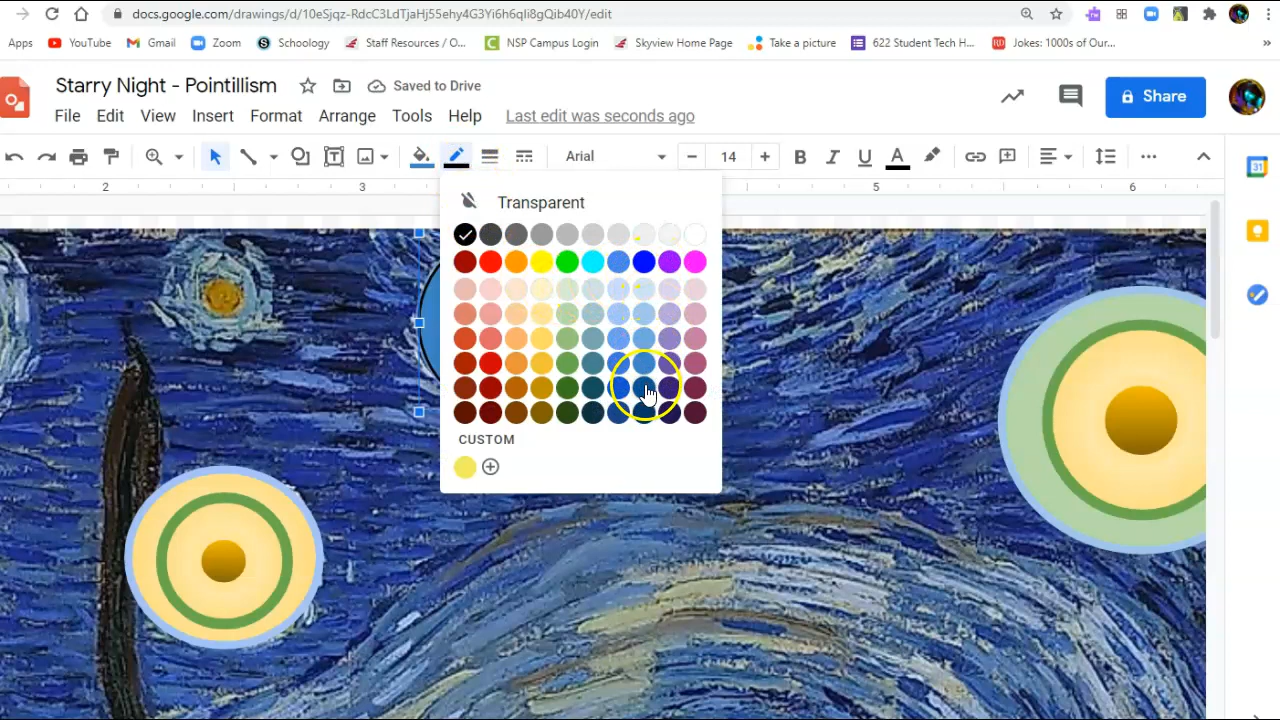 docs.google.com/drawings/d/10eSjqz-RdcC3LdTjaHj55ehv4G3Yi6h6qIi8gQib40Y/edit
Apps YouTube Gmail Zoom Schoology Staff Resources / O... NSP Campus Login Skyview Home Page Take a picture 622 Student Tech H... Jokes: 1000s of Our... »
Starry Night - Pointillism Saved to Drive
Share
File Edit View Insert Format Arrange Tools Help Last edit was seconds ago
Arial 14 B I U A
31
2 3 5 6
Transparent
CUSTOM